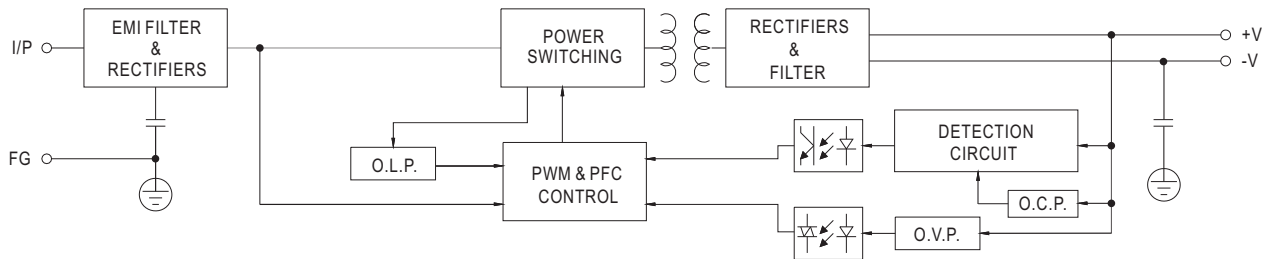 I/P
EMI FILTER
&
RECTIFIERS
POWER
SWITCHING
RECTIFIERS
&
FILTER
+V
-V
FG
O.L.P.
PWM & PFC
CONTROL
DETECTION
CIRCUIT
O.C.P.
O.V.P.